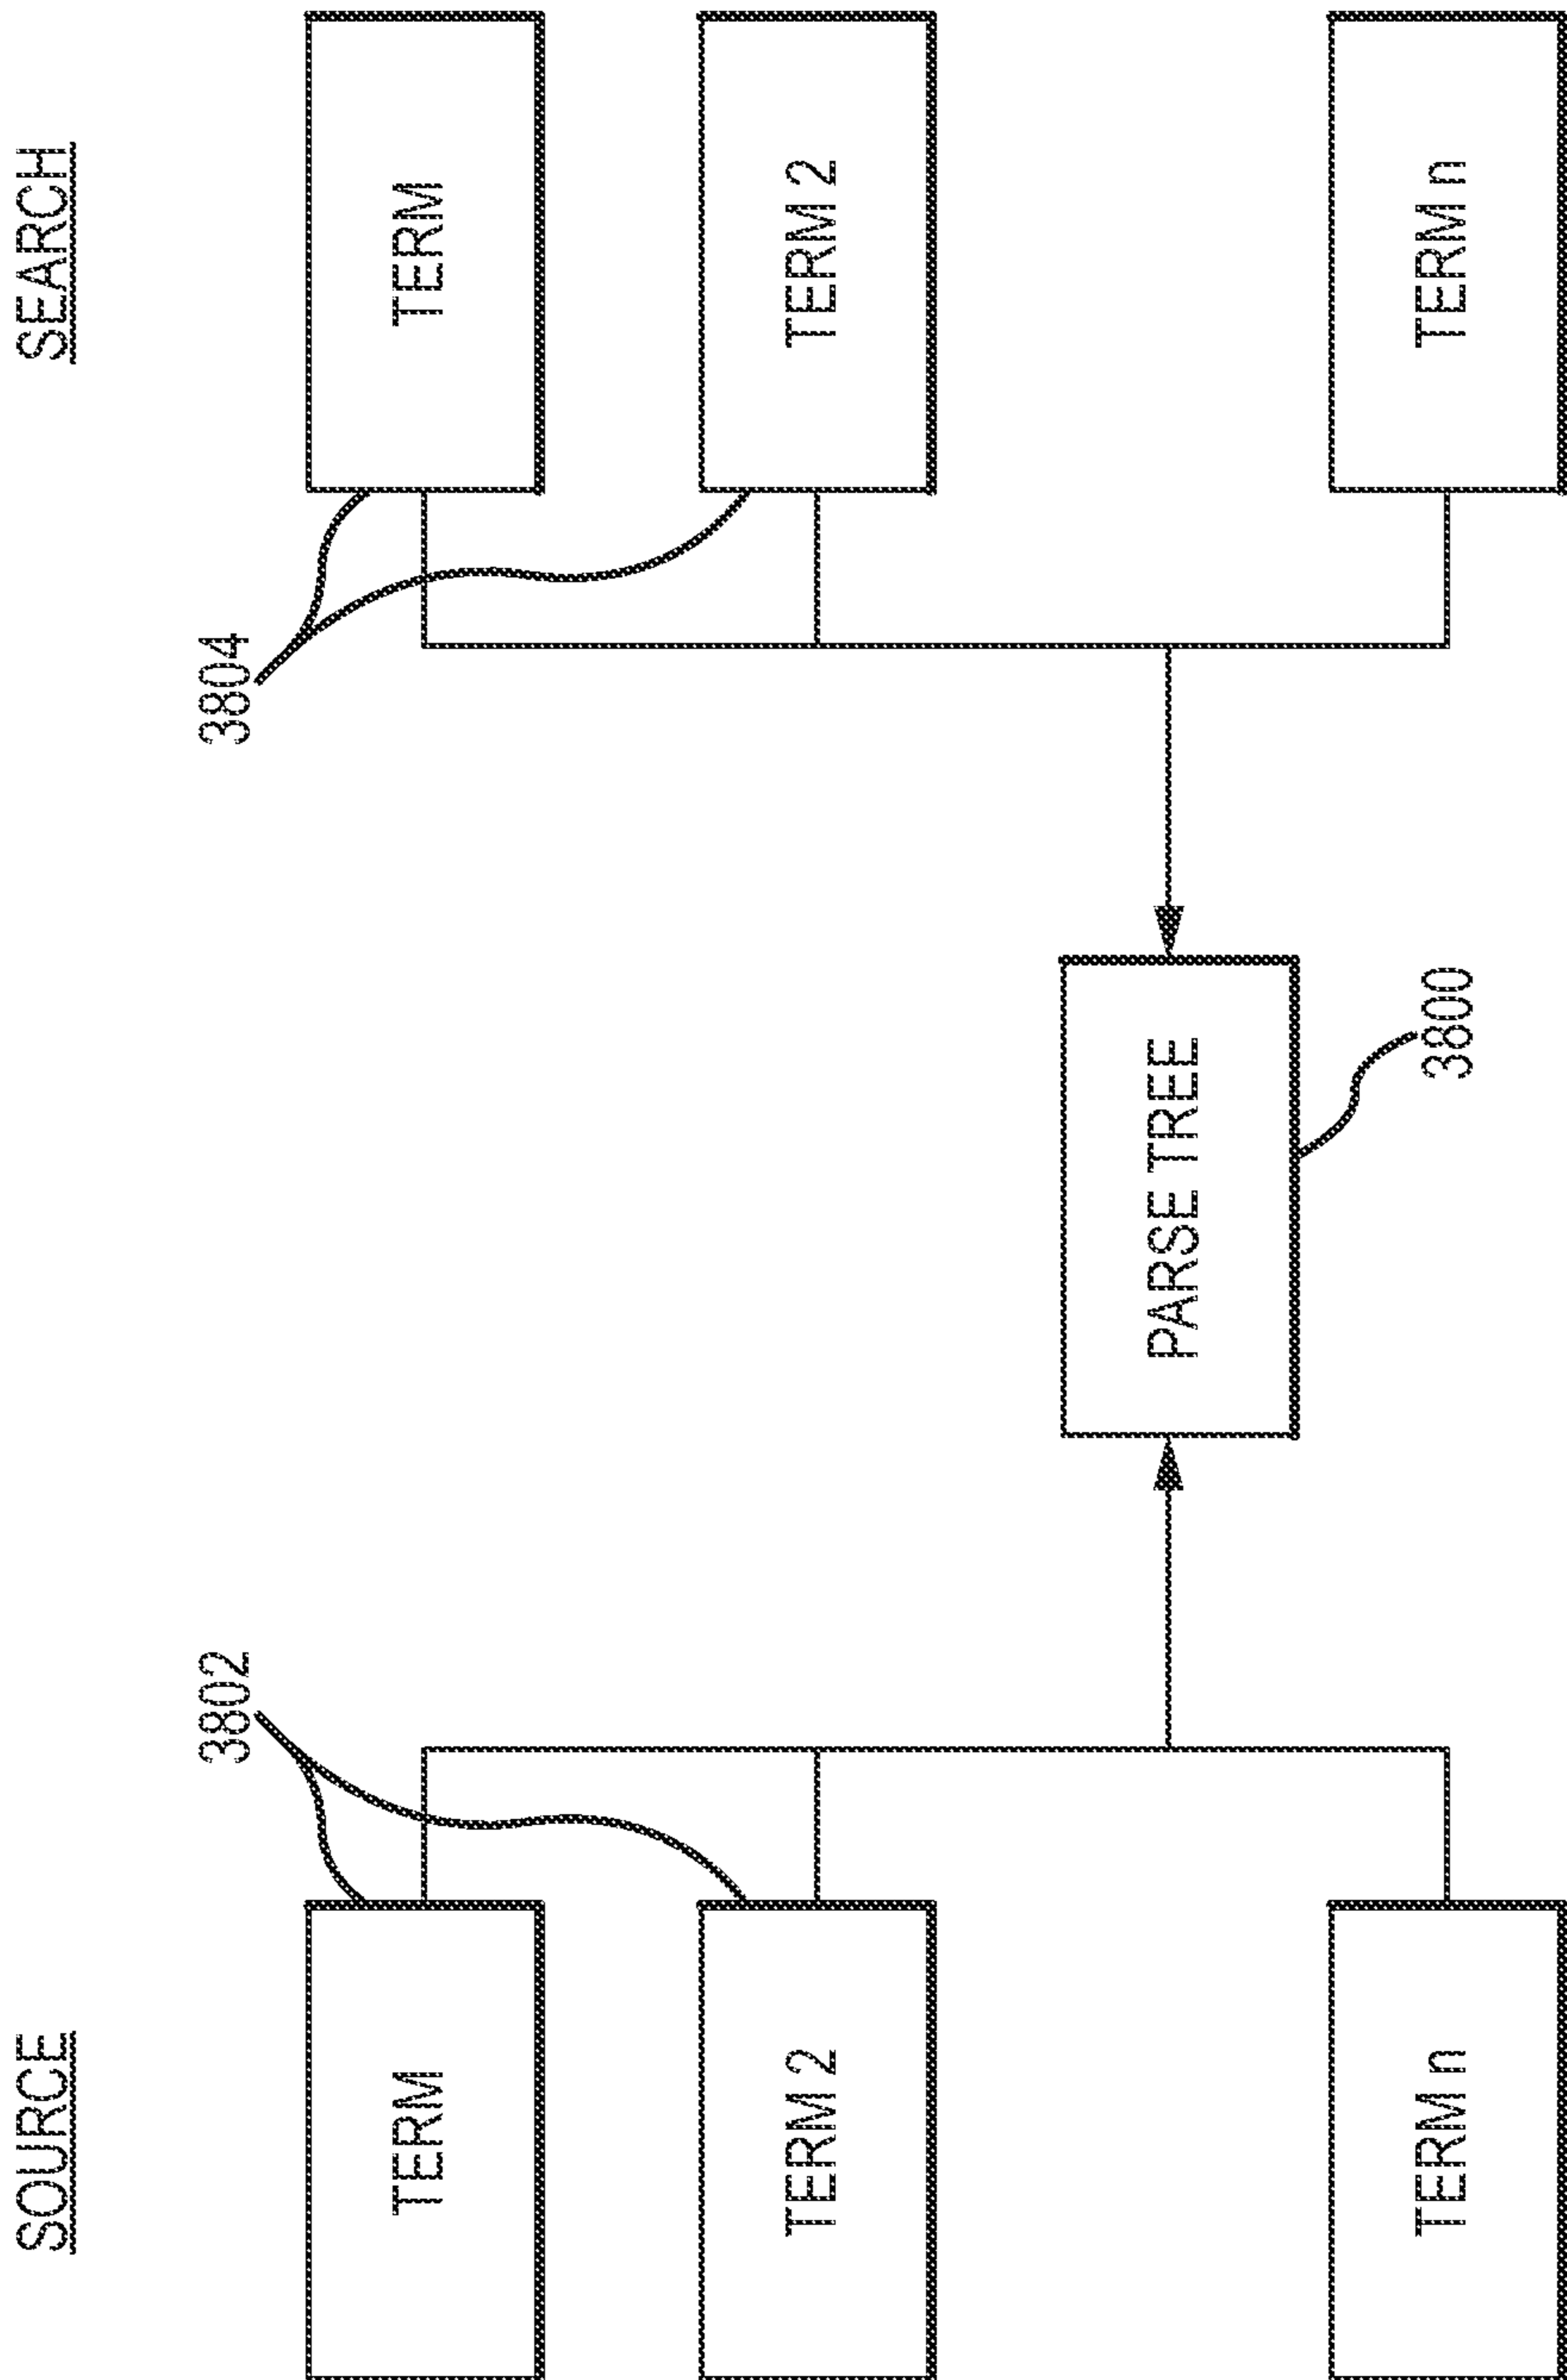 SOURCE
SEARCH
3802
3804
TERM
TERM
TERM 2
TERM 2
PARSE TREE
TERM n
TERM n
3800